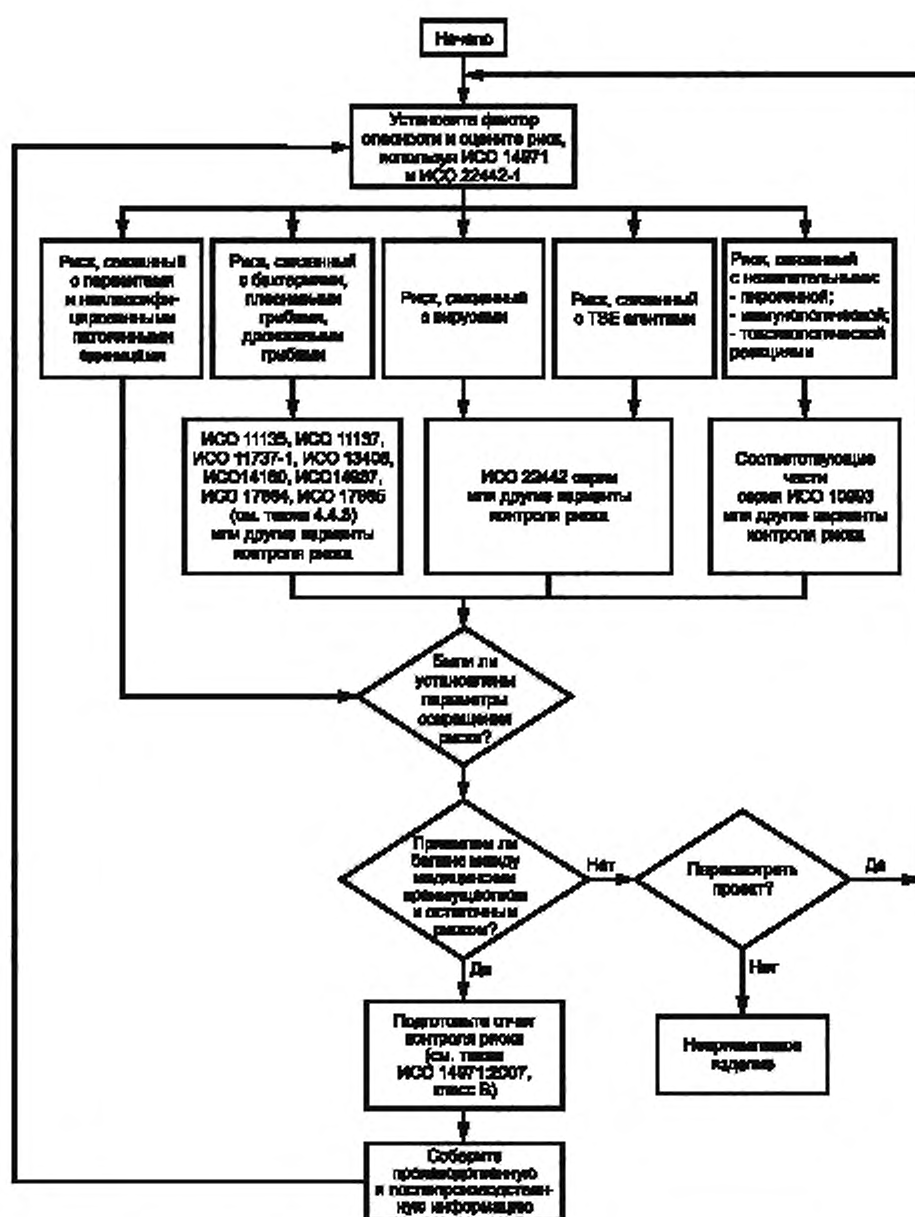 Начало
Установите фактор
опасности и оцените риск,
используя ИСО 14971
и ИСО 22442-1
Риск, связанный
с паразитами
и неклассифи-
цированными
патогенными
единицами
Риск, связанный
с бактериями,
плесневыми
грибами,
дрожжевыми
грибами
Риск, связанный
с вирусами
Риск, связанный
с TSE агентами
Риск, связанный
с нежелательными:
- пирогенной;
- иммунологической;
- токсикологической
реакциями
ИСО 11135, ИСО 11137,
ИСО 11737-1, ИСО 13408,
ИСО14160, ИСО14937,
ИСО 17664, ИСО 17665
(см. также 4.4.3)
или другие варианты
контроля риска
ИСО 22442 серии
или другие варианты
контроля риска
Соответствующие
части
серия ИСО 10993
или другие варианты
контроля риска
Были ли
установлены
параметры
сокращения
риска?
Приемлем ли
баланс между
медицинским
преимуществом
и остаточным
риском?
Нет
Пересмотреть
проект?
Да
Да
Нет
Подготовьте отчет
контроля риска
(см. также
ИСО 14971:2007,
класс В)
Неприемлемое
изделие
Соберите
производственную
и постпроизводствен-
ную информацию